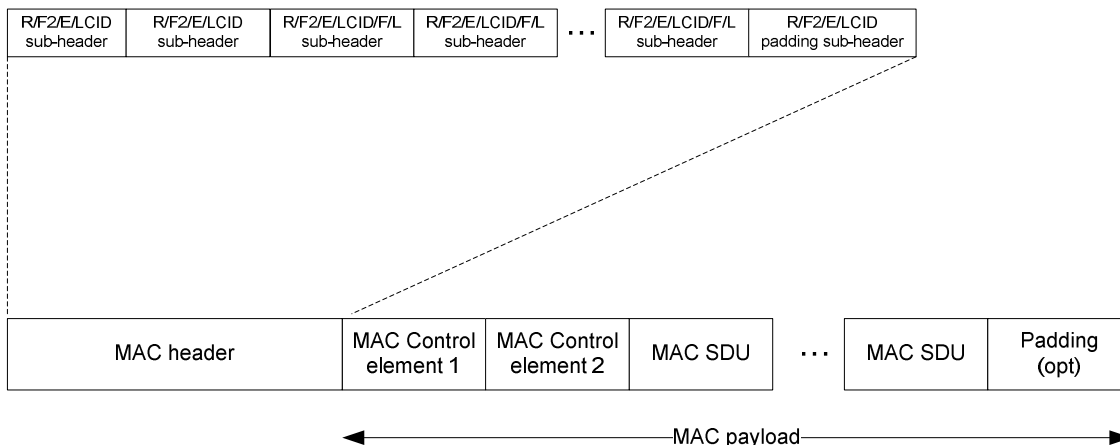 R/F2/E/LCID
sub-header
R/F2/E/LCID
sub-header
R/F2/E/LCID/F/L
sub-header
R/F2/E/LCID/F/L
sub-header
...
R/F2/E/LCID/F/L
sub-header
R/F2/E/LCID
padding sub-header
MAC header
MAC Control
element 1
MAC Control
element 2
MAC SDU
...
MAC SDU
Padding
(opt)
MAC payload